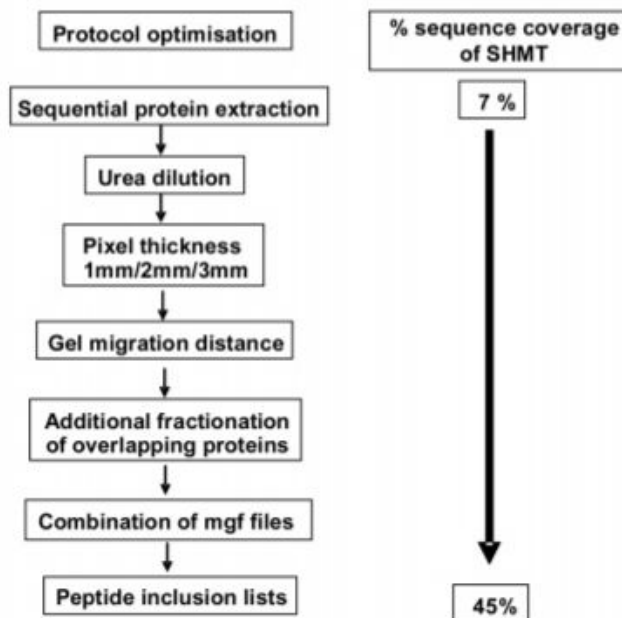 Protocol optimisation
% sequence coverage
of SHMT
Sequential protein extraction
7 %
Urea dilution
Pixel thickness
1mm/2mm/3mm
Gel migration distance
Additional fractionation
of overlapping proteins
Combination of mgf files
Peptide inclusion lists
45%